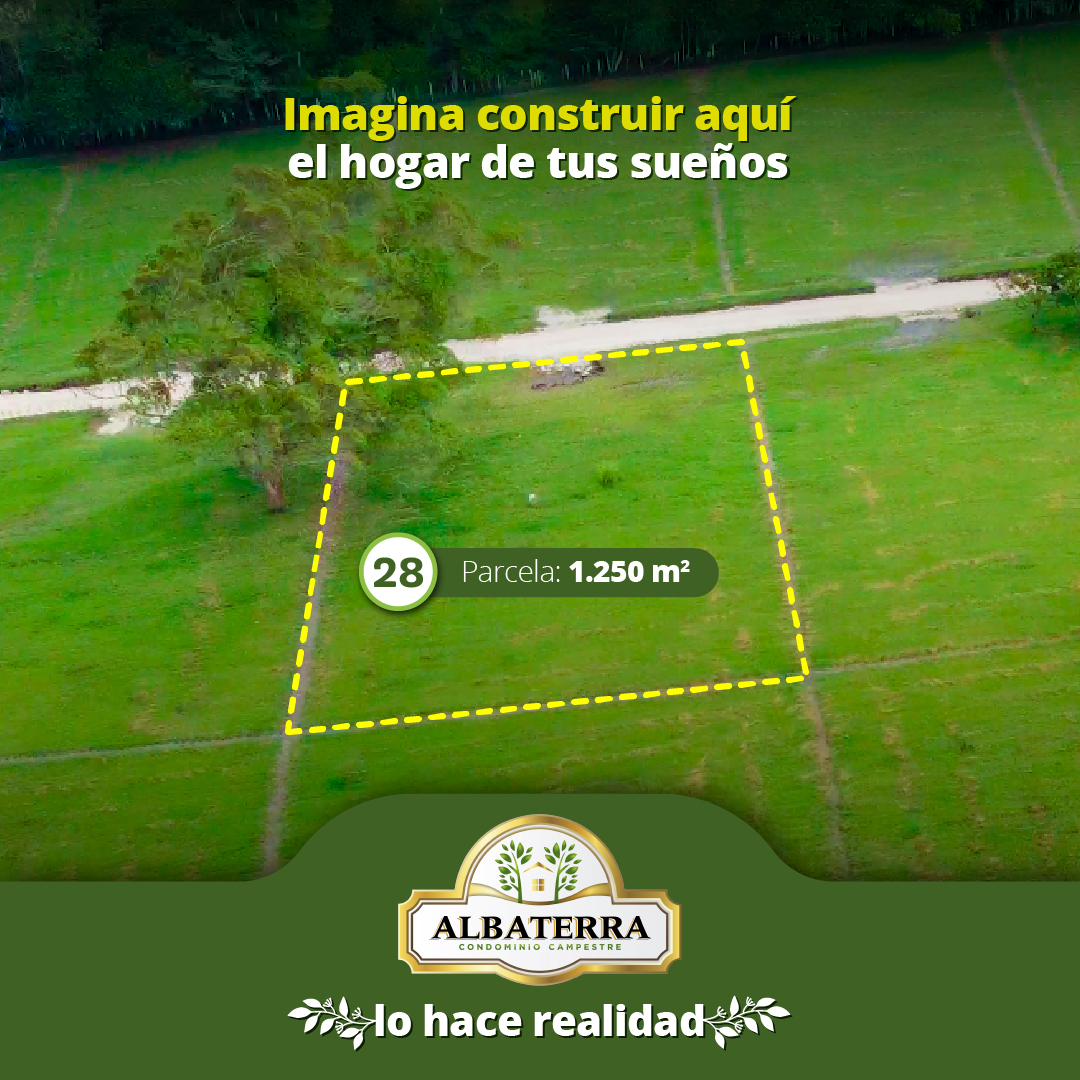 Imagina construir aquí
el hogar de tus sueños
28
Parcela: 1.250 m²
ALBATERRA
CONDOMINIO CAMPESTRE
lo hace realidad